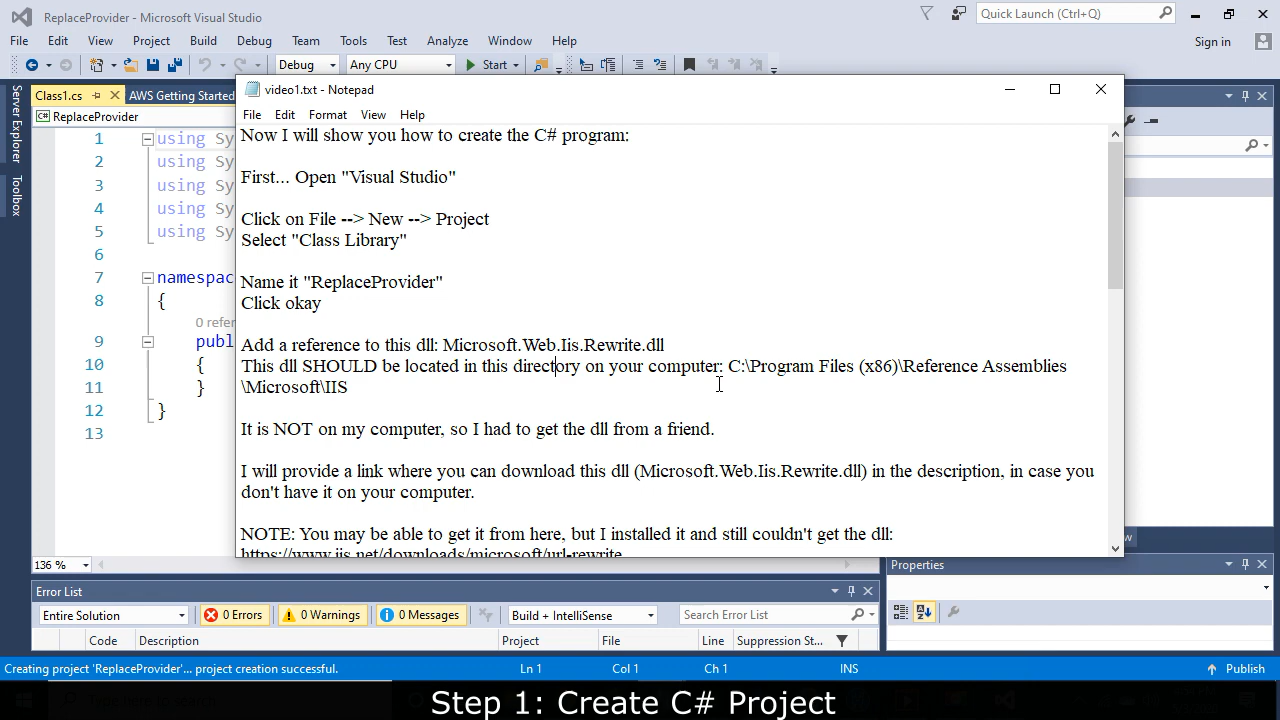 ReplaceProvider - Microsoft Visual Studio
Quick Launch (Ctrl+Q)
File Edit View Project Build Debug Team Tools Test Analyze Window Help
Sign in
Debug Any CPU Start
Class1.cs AWS Getting Started
ReplaceProvider
Server Explorer
Toolbox
video1.txt - Notepad
File Edit Format View Help
1 using Sy
2 using Sy
3 using Sy
4 using Sy
5 using Sy
6
7 namespac
8 {
0 refer
9 publ
10 {
11 }
12 }
13
Now I will show you how to create the C# program:
First... Open "Visual Studio"
Click on File --> New --> Project
Select "Class Library"
Name it "ReplaceProvider"
Click okay
Add a reference to this dll: Microsoft.Web.Iis.Rewrite.dll
This dll SHOULD be located in this directory on your computer: C:\Program Files (x86)\Reference Assemblies
\Microsoft\IIS
It is NOT on my computer, so I had to get the dll from a friend.
I will provide a link where you can download this dll (Microsoft.Web.Iis.Rewrite.dll) in the description, in case you
don't have it on your computer.
NOTE: You may be able to get it from here, but I installed it and still couldn't get the dll:
https://www.iis.net/downloads/microsoft/url-rewrite
136 %
Error List
Entire Solution 0 Errors 0 Warnings 0 Messages Build + IntelliSense Search Error List
Code Description Project File Line Suppression St...
Properties
Creating project 'ReplaceProvider'... project creation successful. Ln 1 Col 1 Ch 1 INS Publish
Step 1: Create C# Project